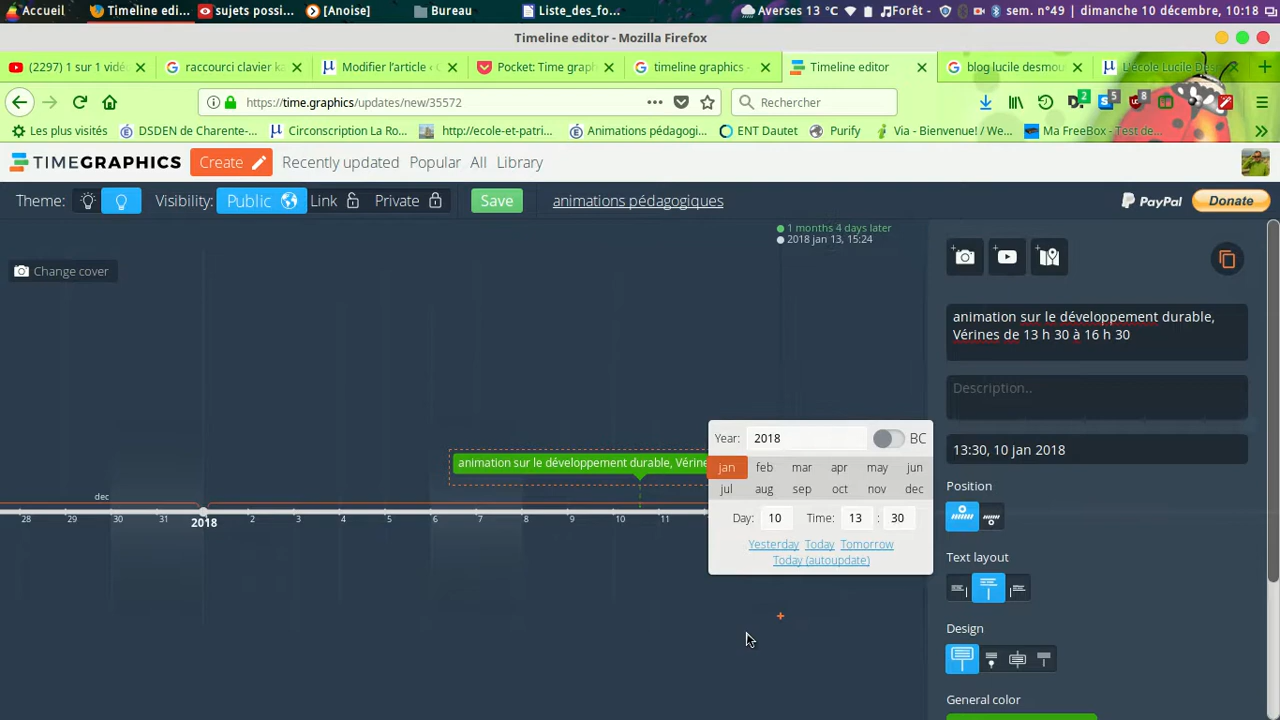 Accueil Timeline edi... sujets possi... [Anoise] Bureau Liste_des_fo... Averses 13 °C Forêt - sem. n°49 | dimanche 10 décembre, 10:18
Timeline editor - Mozilla Firefox
(2297) 1 sur 1 vidé raccourci clavier ka Modifier l'article ‹ C Pocket: Time graph timeline graphics - Timeline editor blog lucile desmou L'école Lucile Des
https://time.graphics/updates/new/35572 Rechercher 2 5 8
Les plus visités DSDEN de Charente-... Circonscription La Ro... http://ecole-et-patri... Animations pédagogi... ENT Dautet Purify Via - Bienvenue! / We... Ma FreeBox - Test de...
TIMEGRAPHICS Create Recently updated Popular All Library
Theme: Visibility: Public Link Private Save animations pédagogiques PayPal Donate
1 months 4 days later
2018 jan 13, 15:24
Change cover
animation sur le développement durable,
Vérines de 13 h 30 à 16 h 30
Description..
Year: 2018 BC
13:30, 10 jan 2018
animation sur le développement durable, Vérine
jan feb mar apr may jun
jul aug sep oct nov dec
Position
dec
28 29 30 31 2018 2 3 4 5 6 7 8 9 10 11
Day: 10 Time: 13 : 30
Yesterday Today Tomorrow
Today (autoupdate)
Text layout
Design
General color